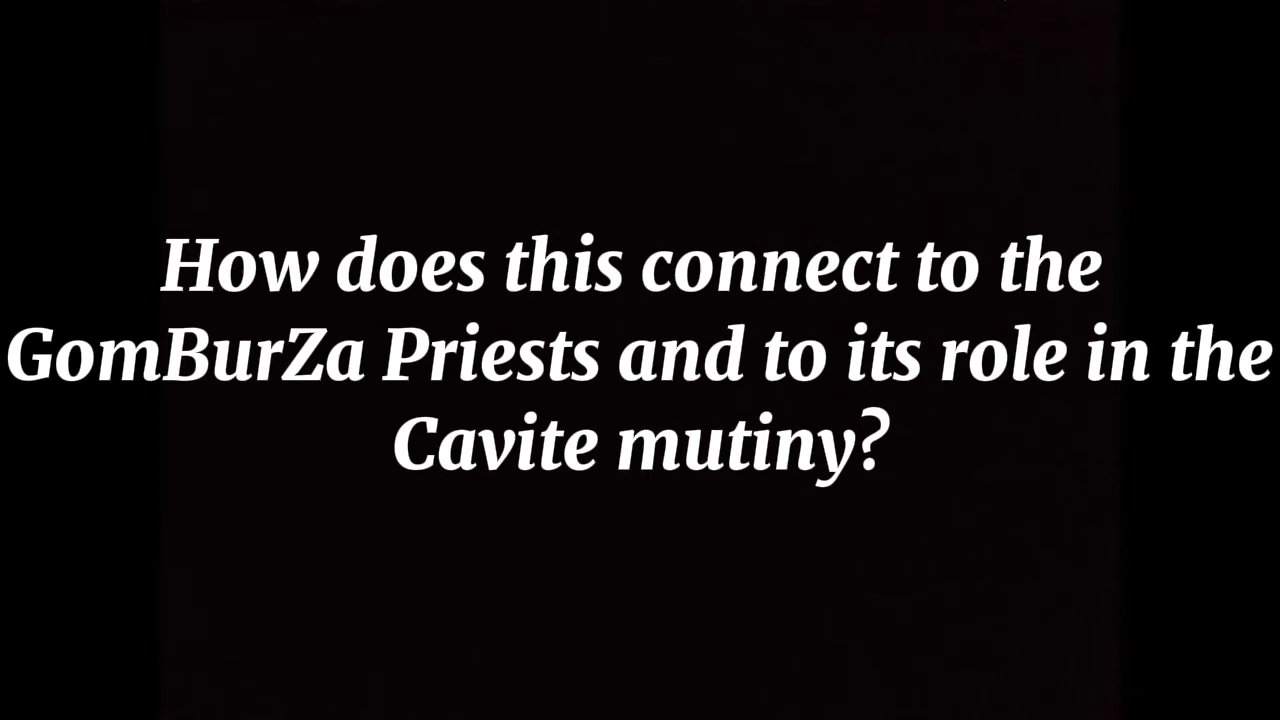 How does this connect to the
GomBurZa Priests and to its role in the
Cavite mutiny?